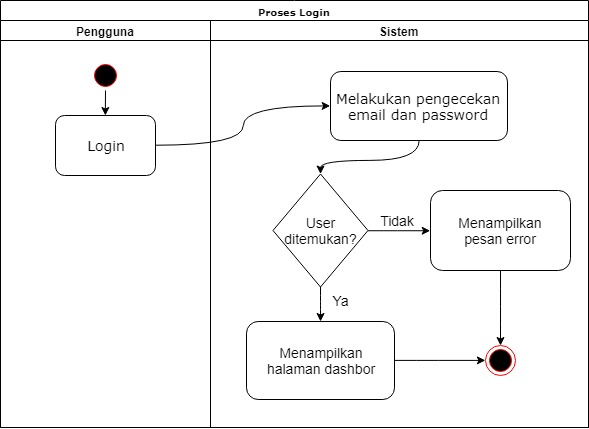 Proses Login
Pengguna
Sistem
Login
Melakukan pengecekan
email dan password
User
ditemukan?
Tidak
Menampilkan
pesan error
Ya
Menampilkan
halaman dashbor